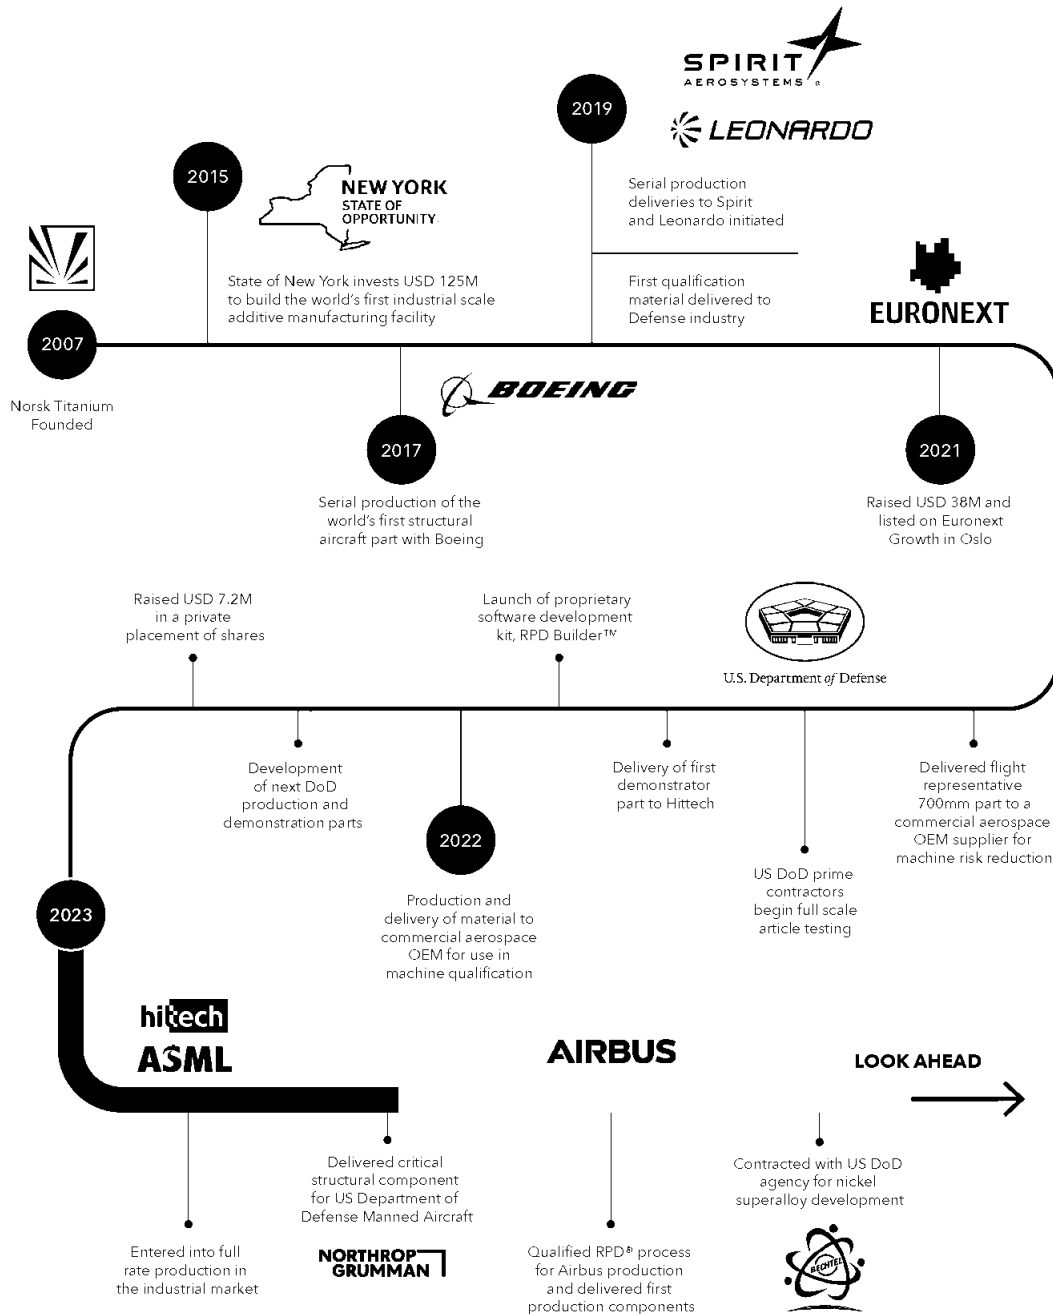 SPIRIT
AEROSYSTEMS ®
LEONARDO
2019
Serial production
deliveries to Spirit
and Leonardo initiated
First qualification
material delivered to
Defense industry
2015
NEW YORK
STATE OF
OPPORTUNITY.
State of New York invests USD 125M
to build the world's first industrial scale
additive manufacturing facility
EURONEXT
2007
Norsk Titanium
Founded
BOEING
2017
Serial production of the
world's first structural
aircraft part with Boeing
2021
Raised USD 38M and
listed on Euronext
Growth in Oslo
Raised USD 7.2M
in a private
placement of shares
Launch of proprietary
software development
kit, RPD Builder™
U.S. Department of Defense
Development
of next DoD
production and
demonstration parts
2022
Production and
delivery of material to
commercial aerospace
OEM for use in
machine qualification
Delivery of first
demonstrator
part to Hittech
US DoD prime
contractors
begin full scale
article testing
Delivered flight
representative
700mm part to a
commercial aerospace
OEM supplier for
machine risk reduction
2023
hittech
ASML
AIRBUS
LOOK AHEAD
Entered into full
rate production in
the industrial market
Delivered critical
structural component
for US Department of
Defense Manned Aircraft
NORTHROP
GRUMMAN
Qualified RPD® process
for Airbus production
and delivered first
production components
Contracted with US DoD
agency for nickel
superalloy development
BECHTEL